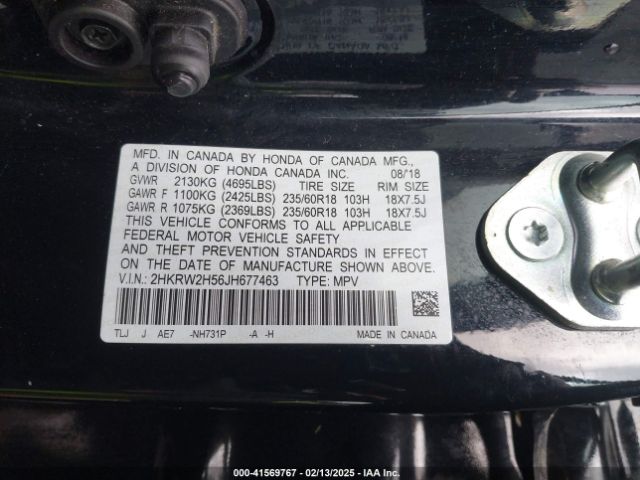 MFD. IN CANADA BY HONDA OF CANADA MFG.,
A DIVISION OF HONDA CANADA INC. 08/18
GVWR 2130KG (4695LBS) TIRE SIZE RIM SIZE
GAWR F 1100KG (2425LBS) 235/60R18 103H 18X7.5J
GAWR R 1075KG (2369LBS) 235/60R18 103H 18X7.5J
THIS VEHICLE CONFORMS TO ALL APPLICABLE
FEDERAL MOTOR VEHICLE SAFETY
AND THEFT PREVENTION STANDARDS IN EFFECT
ON THE DATE OF MANUFACTURE SHOWN ABOVE.
V.I.N.: 2HKRW2H56JH677463 TYPE: MPV
TLJ J AE7 -NH731P -A -H MADE IN CANADA
000-41569767 - 02/13/2025 - IAA Inc.